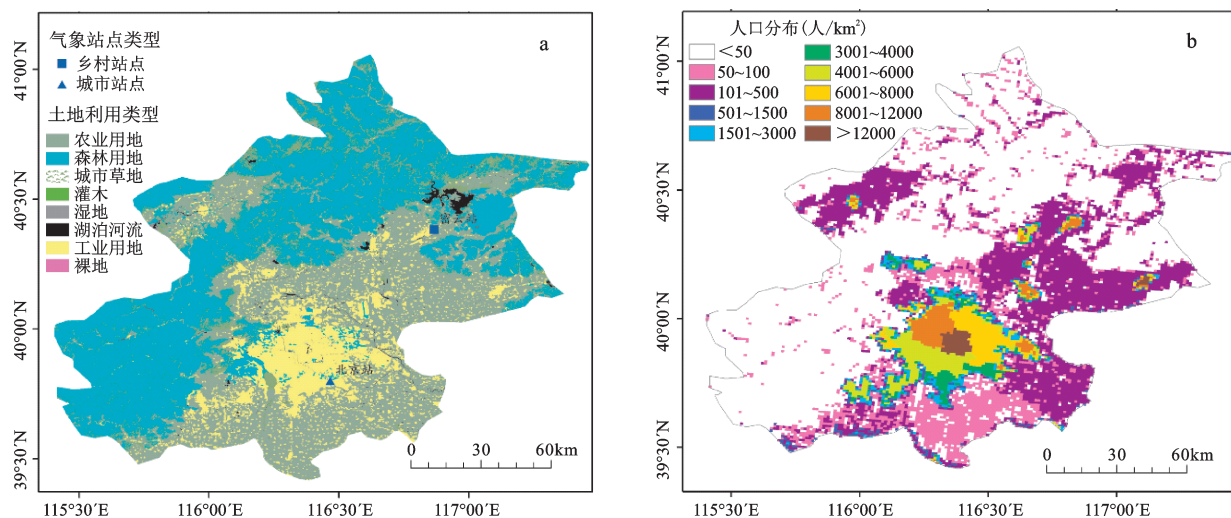 a
气象站点类型
乡村站点
城市站点
土地利用类型
农业用地
森林用地
城市草地
灌木
湿地
湖泊河流
工业用地
裸地
北京站
0 30 60km
41°00′N
40°30′N
40°00′N
39°30′N
115°30′E 116°00′E 116°30′E 117°00′E
b
人口分布(人/km²)
<50
50~100
101~500
501~1500
1501~3000
3001~4000
4001~6000
6001~8000
8001~12000
>12000
0 30 60km
41°00′N
40°30′N
40°00′N
39°30′N
115°30′E 116°00′E 116°30′E 117°00′E